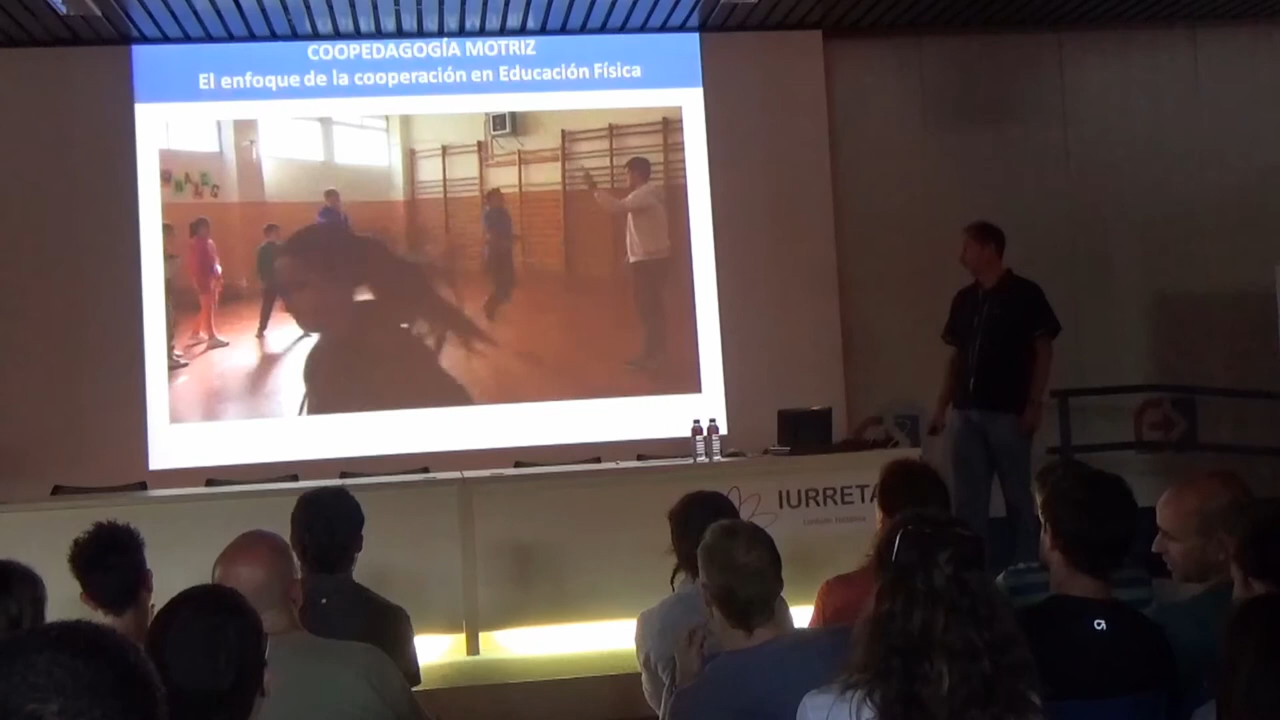 COOPEDAGOGÍA MOTRIZ
El enfoque de la cooperación en Educación Física
IURRETA